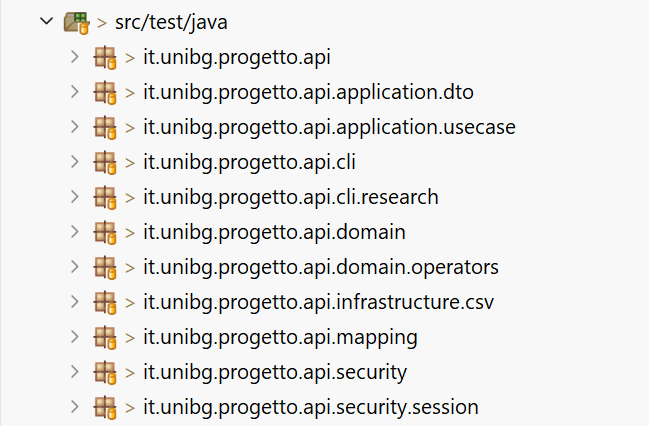 > src/test/java
> it.unibg.progetto.api
> it.unibg.progetto.api.application.dto
> it.unibg.progetto.api.application.usecase
> it.unibg.progetto.api.cli
> it.unibg.progetto.api.cli.research
> it.unibg.progetto.api.domain
> it.unibg.progetto.api.domain.operators
> it.unibg.progetto.api.infrastructure.csv
> it.unibg.progetto.api.mapping
> it.unibg.progetto.api.security
> it.unibg.progetto.api.security.session